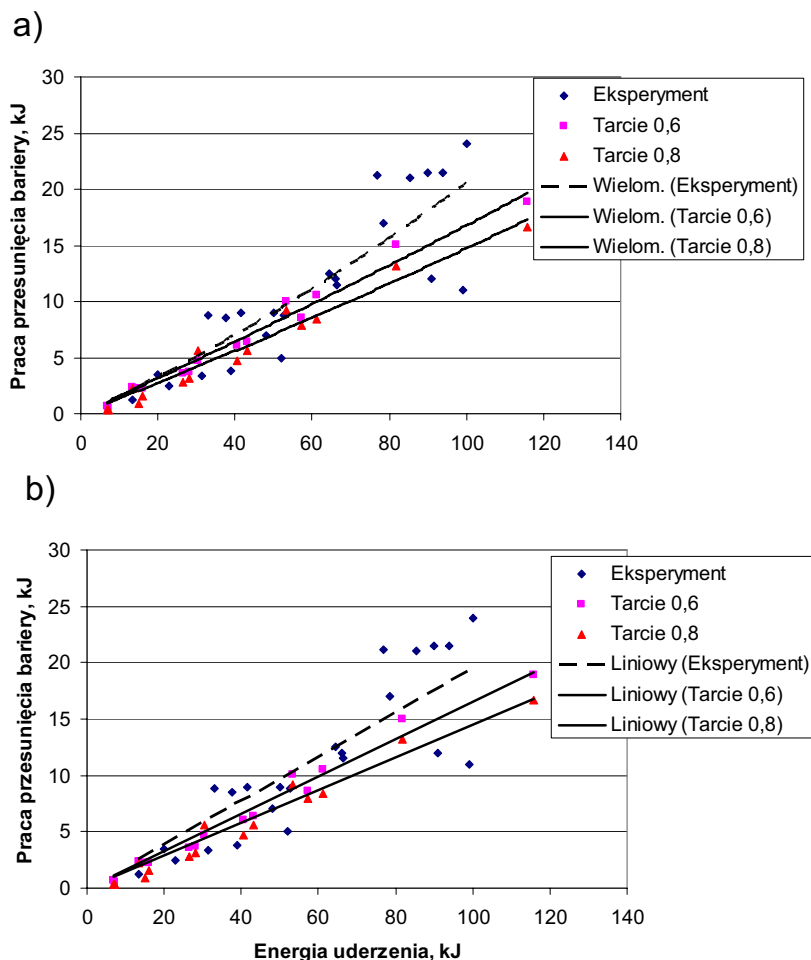 a)
Praca przesunięcia bariery, kJ
30
25
20
15
10
5
0
0 20 40 60 80 100 120 140
Eksperyment
Tarcie 0,6
Tarcie 0,8
Wielom. (Eksperyment)
Wielom. (Tarcie 0,6)
Wielom. (Tarcie 0,8)
b)
Praca przesunięcia bariery, kJ
30
25
20
15
10
5
0
0 20 40 60 80 100 120 140
Energia uderzenia, kJ
Eksperyment
Tarcie 0,6
Tarcie 0,8
Liniowy (Eksperyment)
Liniowy (Tarcie 0,6)
Liniowy (Tarcie 0,8)